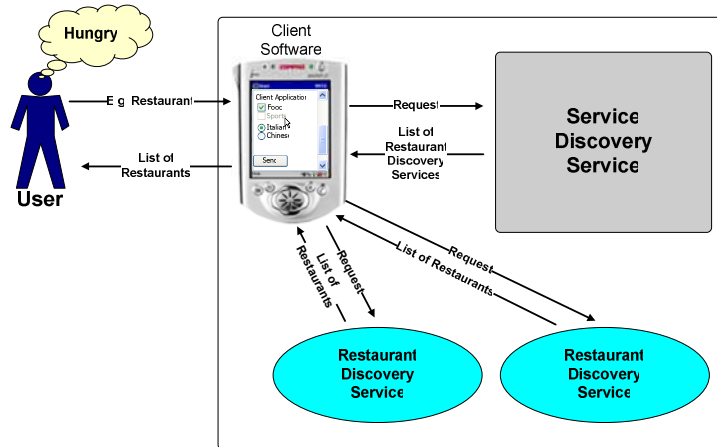 Hungry
Client
Software
Client Application
Food
Sports
Italian
Chinese
Send
E g Restaurant
List of
Restaurants
User
Request
List of
Restaurant
Discovery
Services
Service
Discovery
Service
List of
Restaurants
Request
Request
List of Restaurants
Restaurant
Discovery
Service
Restaurant
Discovery
Service